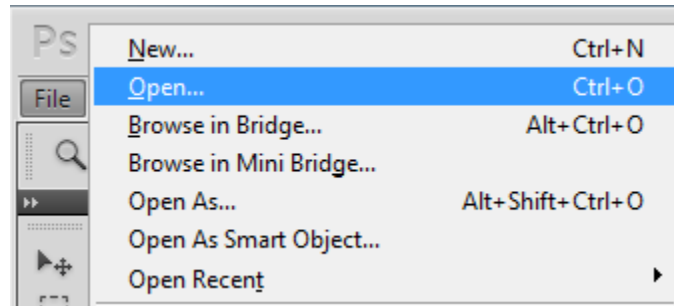 Ps
File
New... Ctrl+N
Open... Ctrl+O
Browse in Bridge... Alt+Ctrl+O
Browse in Mini Bridge...
Open As... Alt+Shift+Ctrl+O
Open As Smart Object...
Open Recent